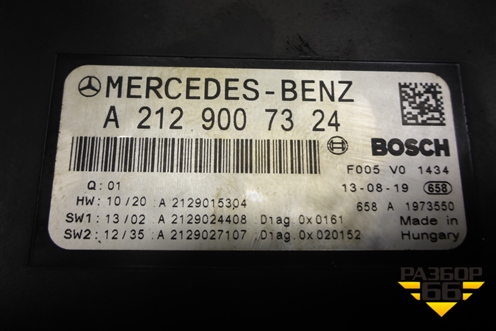 MERCEDES-BENZ
A 212 900 73 24
BOSCH
Q: 01
F005 V0 1434
13-08-19 658
HW: 10/20 A 2129015304
658 A 1973550
SW1: 13/02 A 2129024408 Diag.0x0161
Made in
SW2: 12/35 A 2129027107 Diag.0x020152
Hungary
РАЗБОР
66